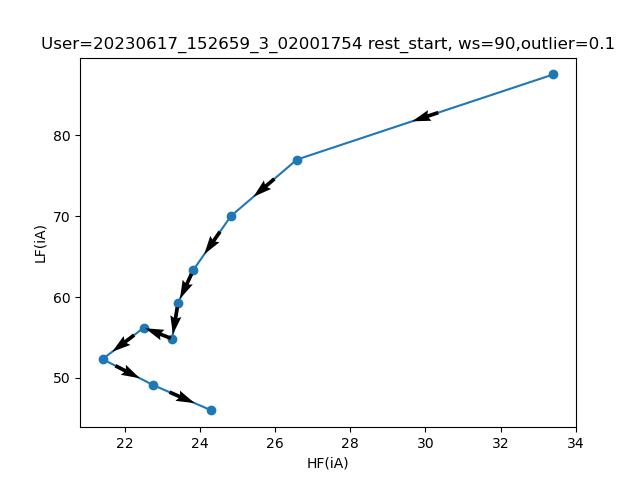 User=20230617_152659_3_02001754 rest_start, ws=90,outlier=0.1
80
70
60
50
LF(iA)
22 24 26 28 30 32 34
HF(iA)